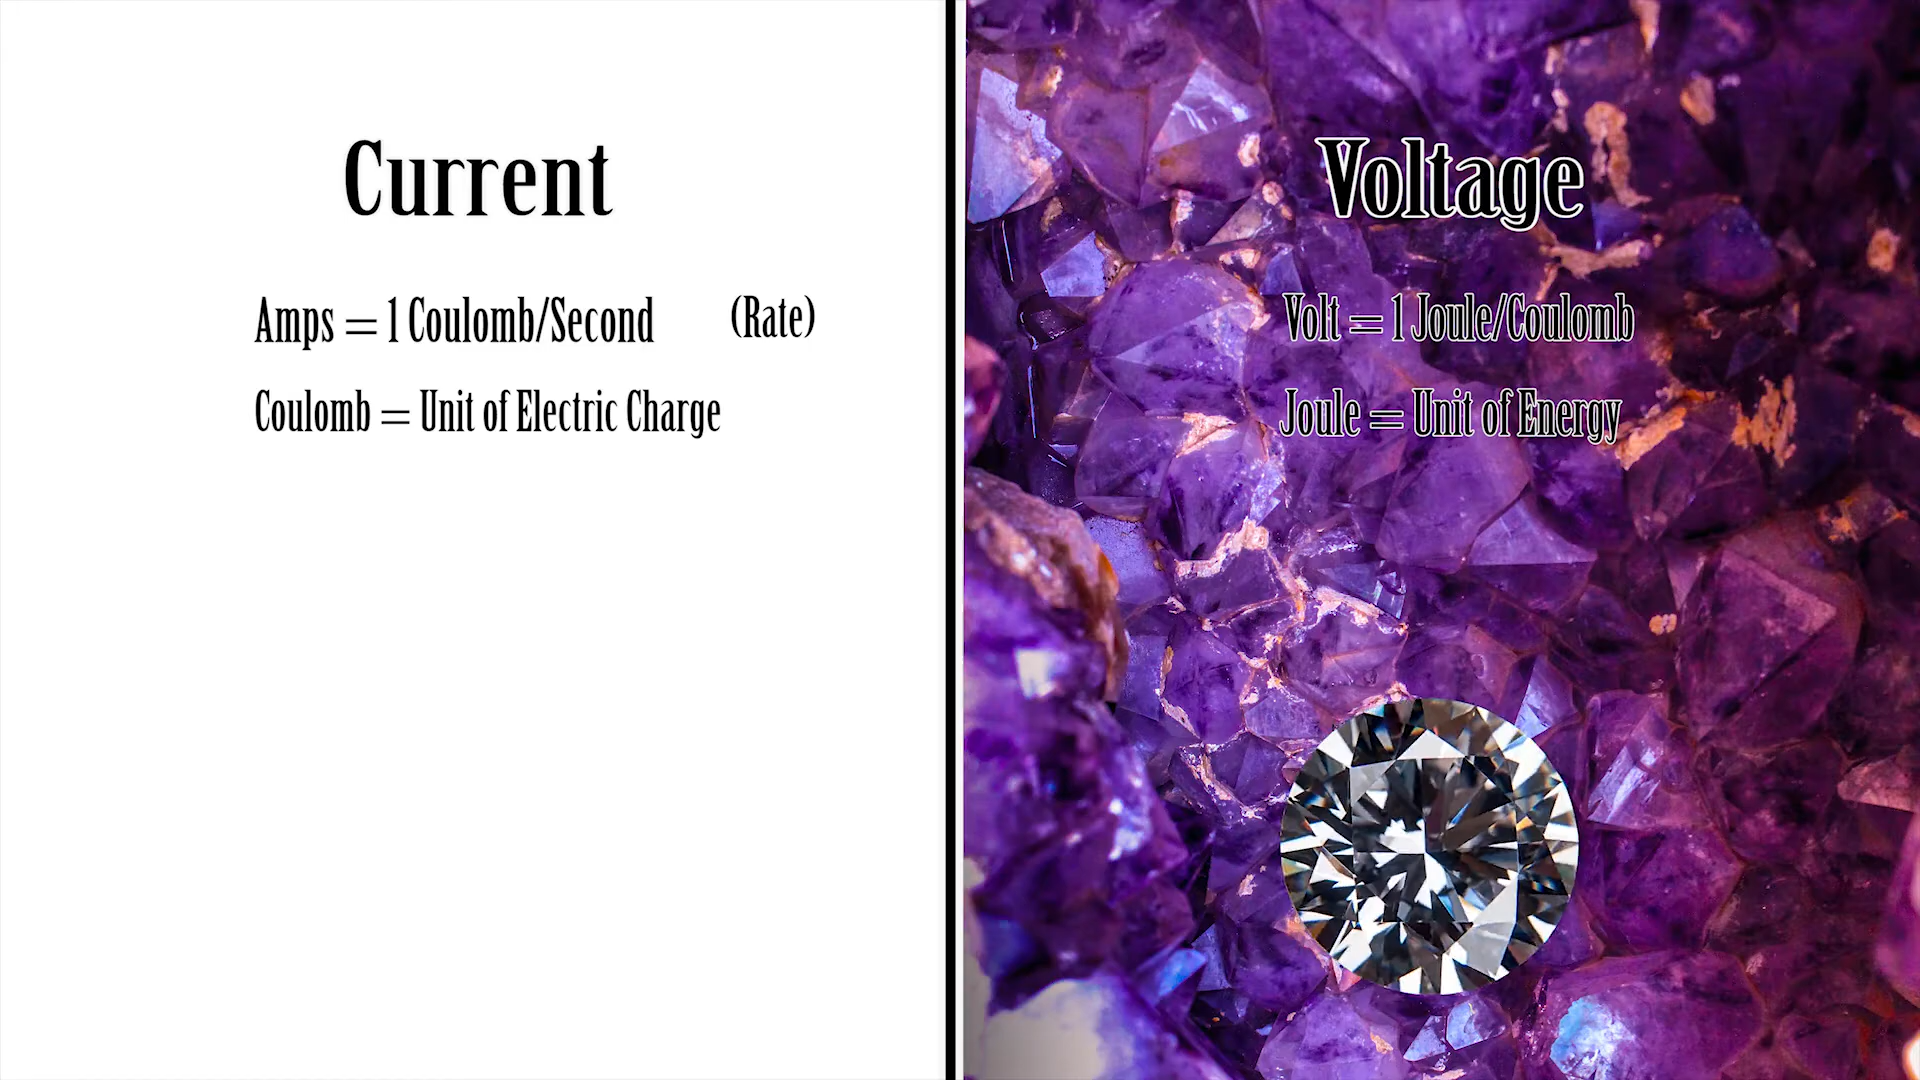 Current
Amps = 1 Coulomb/Second (Rate)
Coulomb = Unit of Electric Charge
Voltage
Volt = 1 Joule/Coulomb
Joule = Unit of Energy